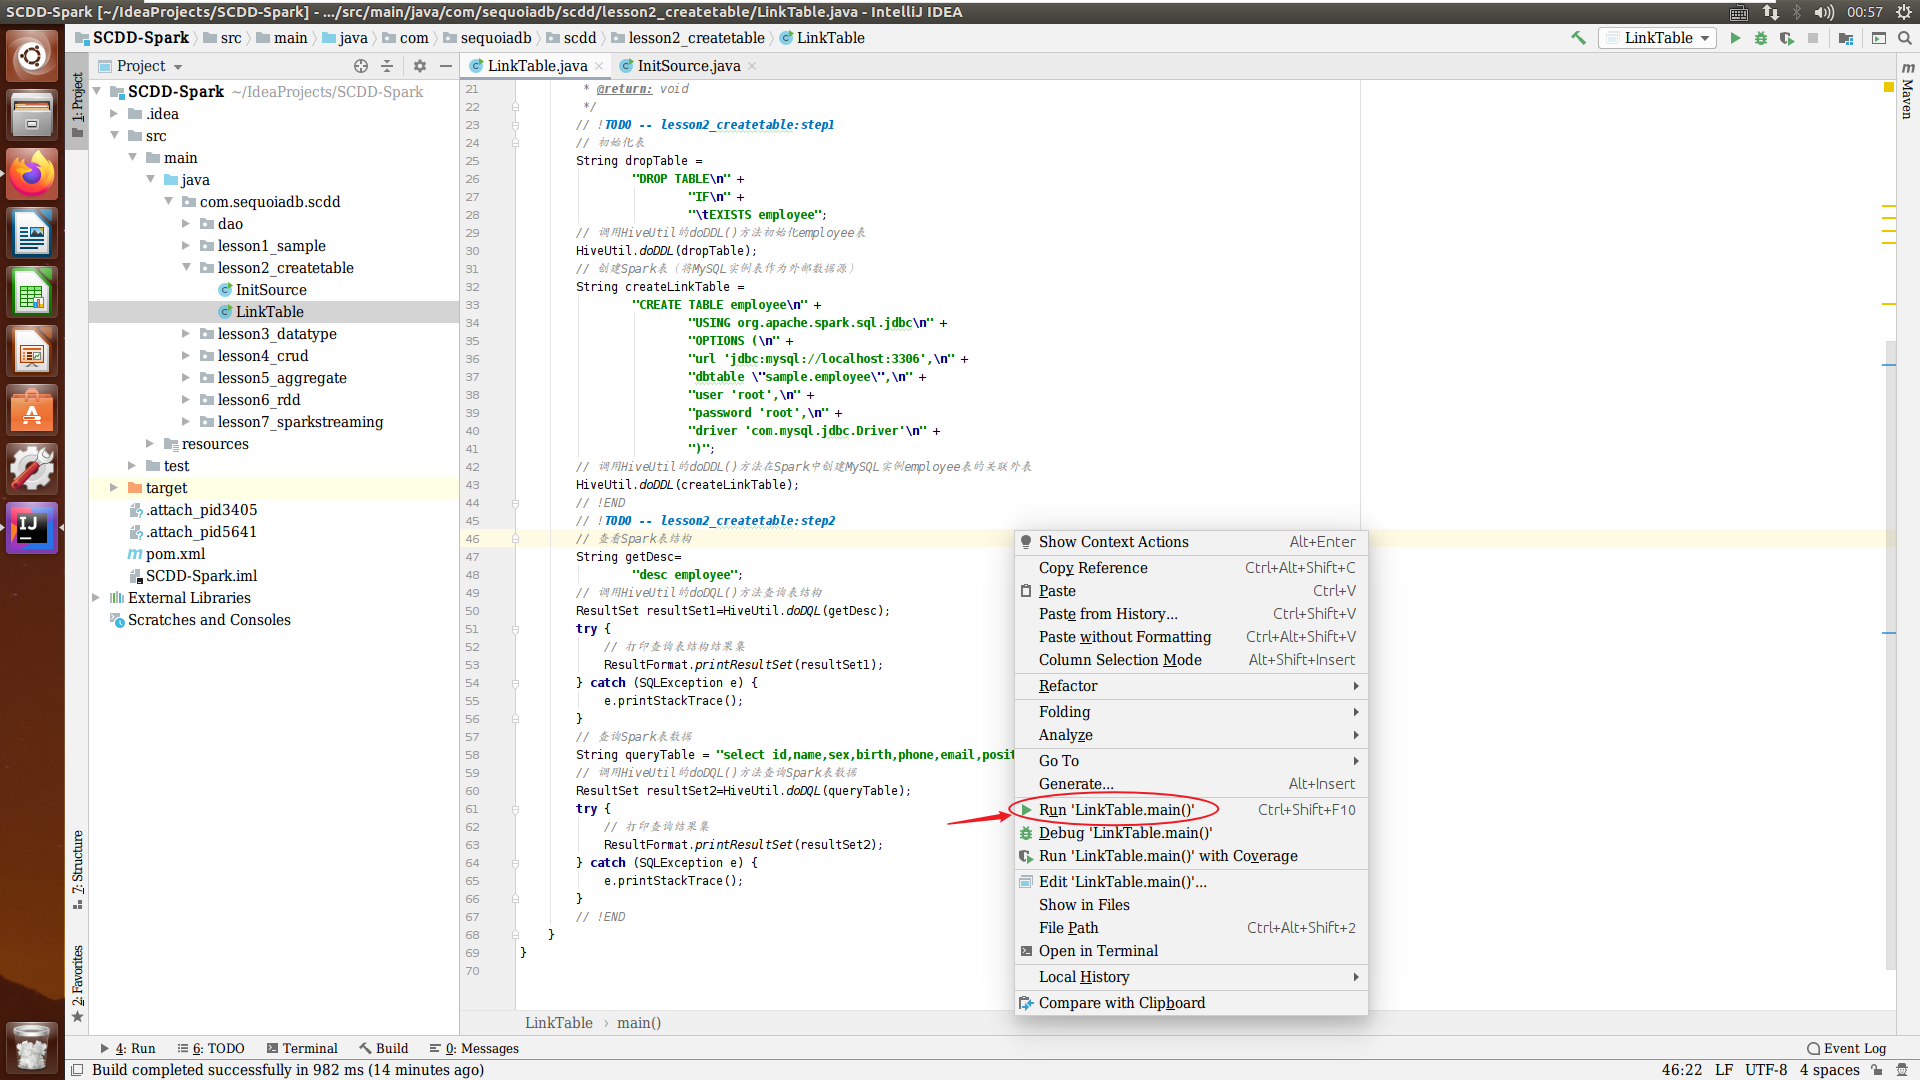 SCDD-Spark [~/IdeaProjects/SCDD-Spark] - .../src/main/java/com/sequoiadb/scdd/lesson2_createtable/LinkTable.java - IntelliJ IDEA
00:57
SCDD-Spark src main java com sequoiadb scdd lesson2_createtable LinkTable
LinkTable
Project
LinkTable.java
InitSource.java
1: Project
7: Structure
2: Favorites
Maven
SCDD-Spark ~/IdeaProjects/SCDD-Spark
.idea
src
main
java
com.sequoiadb.scdd
dao
lesson1_sample
lesson2_createtable
InitSource
LinkTable
lesson3_datatype
lesson4_crud
lesson5_aggregate
lesson6_rdd
lesson7_sparkstreaming
resources
test
target
.attach_pid3405
.attach_pid5641
pom.xml
SCDD-Spark.iml
External Libraries
Scratches and Consoles
21 * @return: void
22 */
23 // !TODO -- lesson2_createtable:step1
24 // 初始化表
25 String dropTable =
26 "DROP TABLE\n" +
27 "IF\n" +
28 "\tEXISTS employee";
29 // 调用HiveUtil的doDDL()方法初始化employee表
30 HiveUtil.doDDL(dropTable);
31 // 创建Spark表（将MySQL实例表作为外部数据源）
32 String createLinkTable =
33 "CREATE TABLE employee\n" +
34 "USING org.apache.spark.sql.jdbc\n" +
35 "OPTIONS (\n" +
36 "url 'jdbc:mysql://localhost:3306',\n" +
37 "dbtable \"sample.employee\",\n" +
38 "user 'root',\n" +
39 "password 'root',\n" +
40 "driver 'com.mysql.jdbc.Driver'\n" +
41 ")";
42 // 调用HiveUtil的doDDL()方法在Spark中创建MySQL实例employee表的关联外表
43 HiveUtil.doDDL(createLinkTable);
44 // !END
45 // !TODO -- lesson2_createtable:step2
46 // 查看Spark表结构
47 String getDesc=
48 "desc employee";
49 // 调用HiveUtil的doDQL()方法查询表结构
50 ResultSet resultSet1=HiveUtil.doDQL(getDesc);
51 try {
52 // 打印查询表结构结果集
53 ResultFormat.printResultSet(resultSet1);
54 } catch (SQLException e) {
55 e.printStackTrace();
56 }
57 // 查询Spark表数据
58 String queryTable = "select id,name,sex,birth,phone,email,posit
59 // 调用HiveUtil的doDQL()方法查询Spark表数据
60 ResultSet resultSet2=HiveUtil.doDQL(queryTable);
61 try {
62 // 打印查询结果集
63 ResultFormat.printResultSet(resultSet2);
64 } catch (SQLException e) {
65 e.printStackTrace();
66 }
67 // !END
68 }
69 }
70
Show Context Actions Alt+Enter
Copy Reference Ctrl+Alt+Shift+C
Paste Ctrl+V
Paste from History... Ctrl+Shift+V
Paste without Formatting Ctrl+Alt+Shift+V
Column Selection Mode Alt+Shift+Insert
Refactor
Folding
Analyze
Go To
Generate... Alt+Insert
Run 'LinkTable.main()' Ctrl+Shift+F10
Debug 'LinkTable.main()'
Run 'LinkTable.main()' with Coverage
Edit 'LinkTable.main()'...
Show in Files
File Path Ctrl+Alt+Shift+2
Open in Terminal
Local History
Compare with Clipboard
LinkTable › main()
4: Run 6: TODO Terminal Build 0: Messages Event Log
Build completed successfully in 982 ms (14 minutes ago) 46:22 LF UTF-8 4 spaces